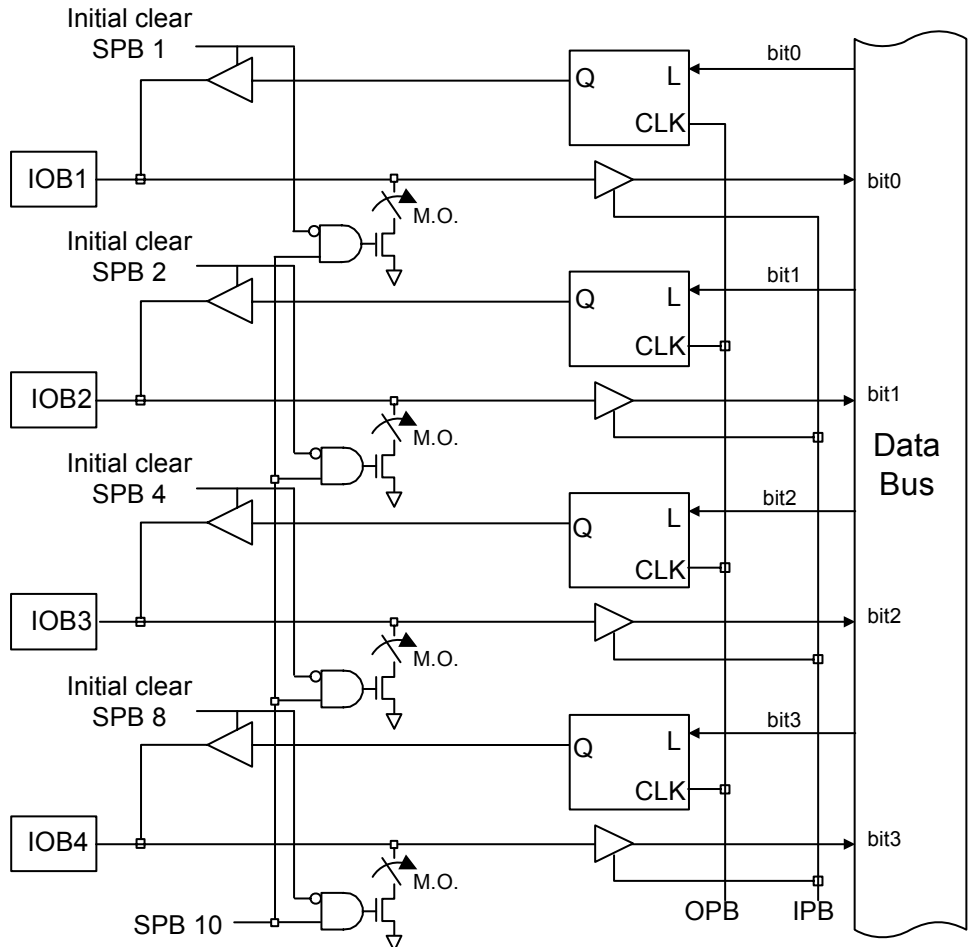 Initial clear
SPB 1
bit0
Q
L
CLK
IOB1
bit0
M.O.
Initial clear
SPB 2
bit1
Q
L
CLK
IOB2
bit1
M.O.
Data
Bus
Initial clear
SPB 4
bit2
Q
L
CLK
IOB3
bit2
M.O.
Initial clear
SPB 8
bit3
Q
L
CLK
IOB4
bit3
M.O.
SPB 10
OPB
IPB